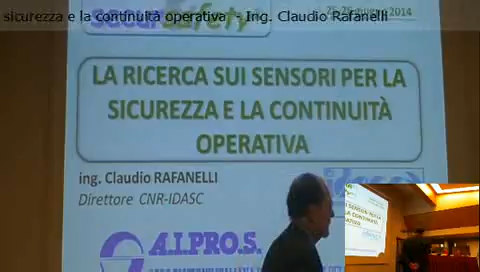 sicurezza e la continuità operativa - Ing. Claudio Rafanelli
secursafety
LA RICERCA SUI SENSORI PER LA
SICUREZZA E LA CONTINUITÀ
OPERATIVA
ing. Claudio RAFANELLI
Direttore CNR-IDASC
A.I.PRO.S.